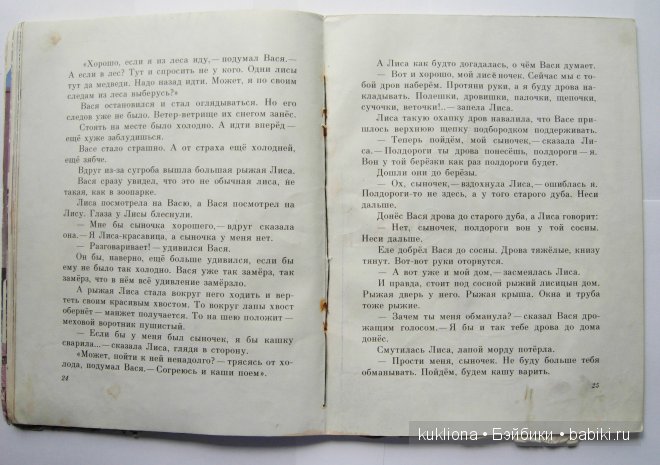 «Хорошо, если я из леса иду,— подумал Вася.—
А если в лес? Тут и спросить не у кого. Одни лисы
тут да медведи. Надо назад идти. Может, я по своим
следам из леса выберусь?»
Вася остановился и стал оглядываться. Но его
следов уже не было. Ветер-ветрище их снегом занёс.
Стоять на месте было холодно. А идти вперёд —
ещё хуже заблудишься.
Васе стало страшно. А от страха ещё холодней,
ещё зябче.
Вдруг из-за сугроба вышла большая рыжая Лиса.
Вася сразу увидел, что это не обычная лиса, не
такая, как в зоопарке.
Лиса посмотрела на Васю, а Вася посмотрел на
Лису. Глаза у Лисы блеснули.
— Мне бы сыночка хорошего,— вдруг сказала
она.— Я Лиса-красавица, а сыночка у меня нет.
— Разговаривает! — удивился Вася.
Он бы, наверно, ещё больше удивился, если бы
ему не было так холодно. Вася уже так замёрз, так
замёрз, что в нём всё удивление замёрзло.
А рыжая Лиса стала вокруг него ходить и вер-
теть своим красивым хвостом. То вокруг лапы хвост
обернёт — манжет получается. То на шею положит —
меховой воротник пушистый.
— Если бы у меня был сыночек, я бы кашку
сварила...— сказала Лиса, глядя в сторону.
«Может, пойти к ней ненадолго? — трясясь от хо-
лода, подумал Вася.— Согреюсь и каши поем».
24
А Лиса как будто догадалась, о чём Вася думает.
— Вот и хорошо, мой лисёночек. Сейчас мы с то-
бой дров наберём. Протяни руки, а я буду дрова на-
кладывать. Полешки, дровишки, палочки, щепочки,
сучочки, веточки!..— запела Лиса.
Лиса такую охапку дров навалила, что Васе при-
шлось верхнюю щепку подбородком поддерживать.
— Теперь пойдём, мой сыночек,— сказала Ли-
са.— Полдороги ты дрова понесёшь, полдороги — я.
Вон у той берёзки как раз полдороги будет.
Дошли они до берёзы.
— Ох, сыночек,— вздохнула Лиса,— ошиблась я.
Полдороги-то не здесь, а у того старого дуба. Неси
дальше.
Донёс Вася дрова до старого дуба, а Лиса говорит:
— Нет, сыночек, полдороги вон у той сосны.
Неси дальше.
Еле добрёл Вася до сосны. Дрова тяжёлые, книзу
тянут. Вот-вот руки оторвутся.
— А вот уже и мой дом,— засмеялась Лиса.
И правда, стоит под сосной рыжий лисицын дом.
Рыжая дверь у него. Рыжая крыша. Окна и труба
тоже рыжие.
— Зачем ты меня обманула? — сказал Вася дро-
жащим голосом.— Я бы и так тебе дрова до дома
донёс.
Смутилась Лиса, лапой морду потёрла.
— Прости меня, сыночек. Не буду больше тебя
обманывать. Пойдём, будем кашу варить.
25
kukliona • Бэйбики • babiki.ru